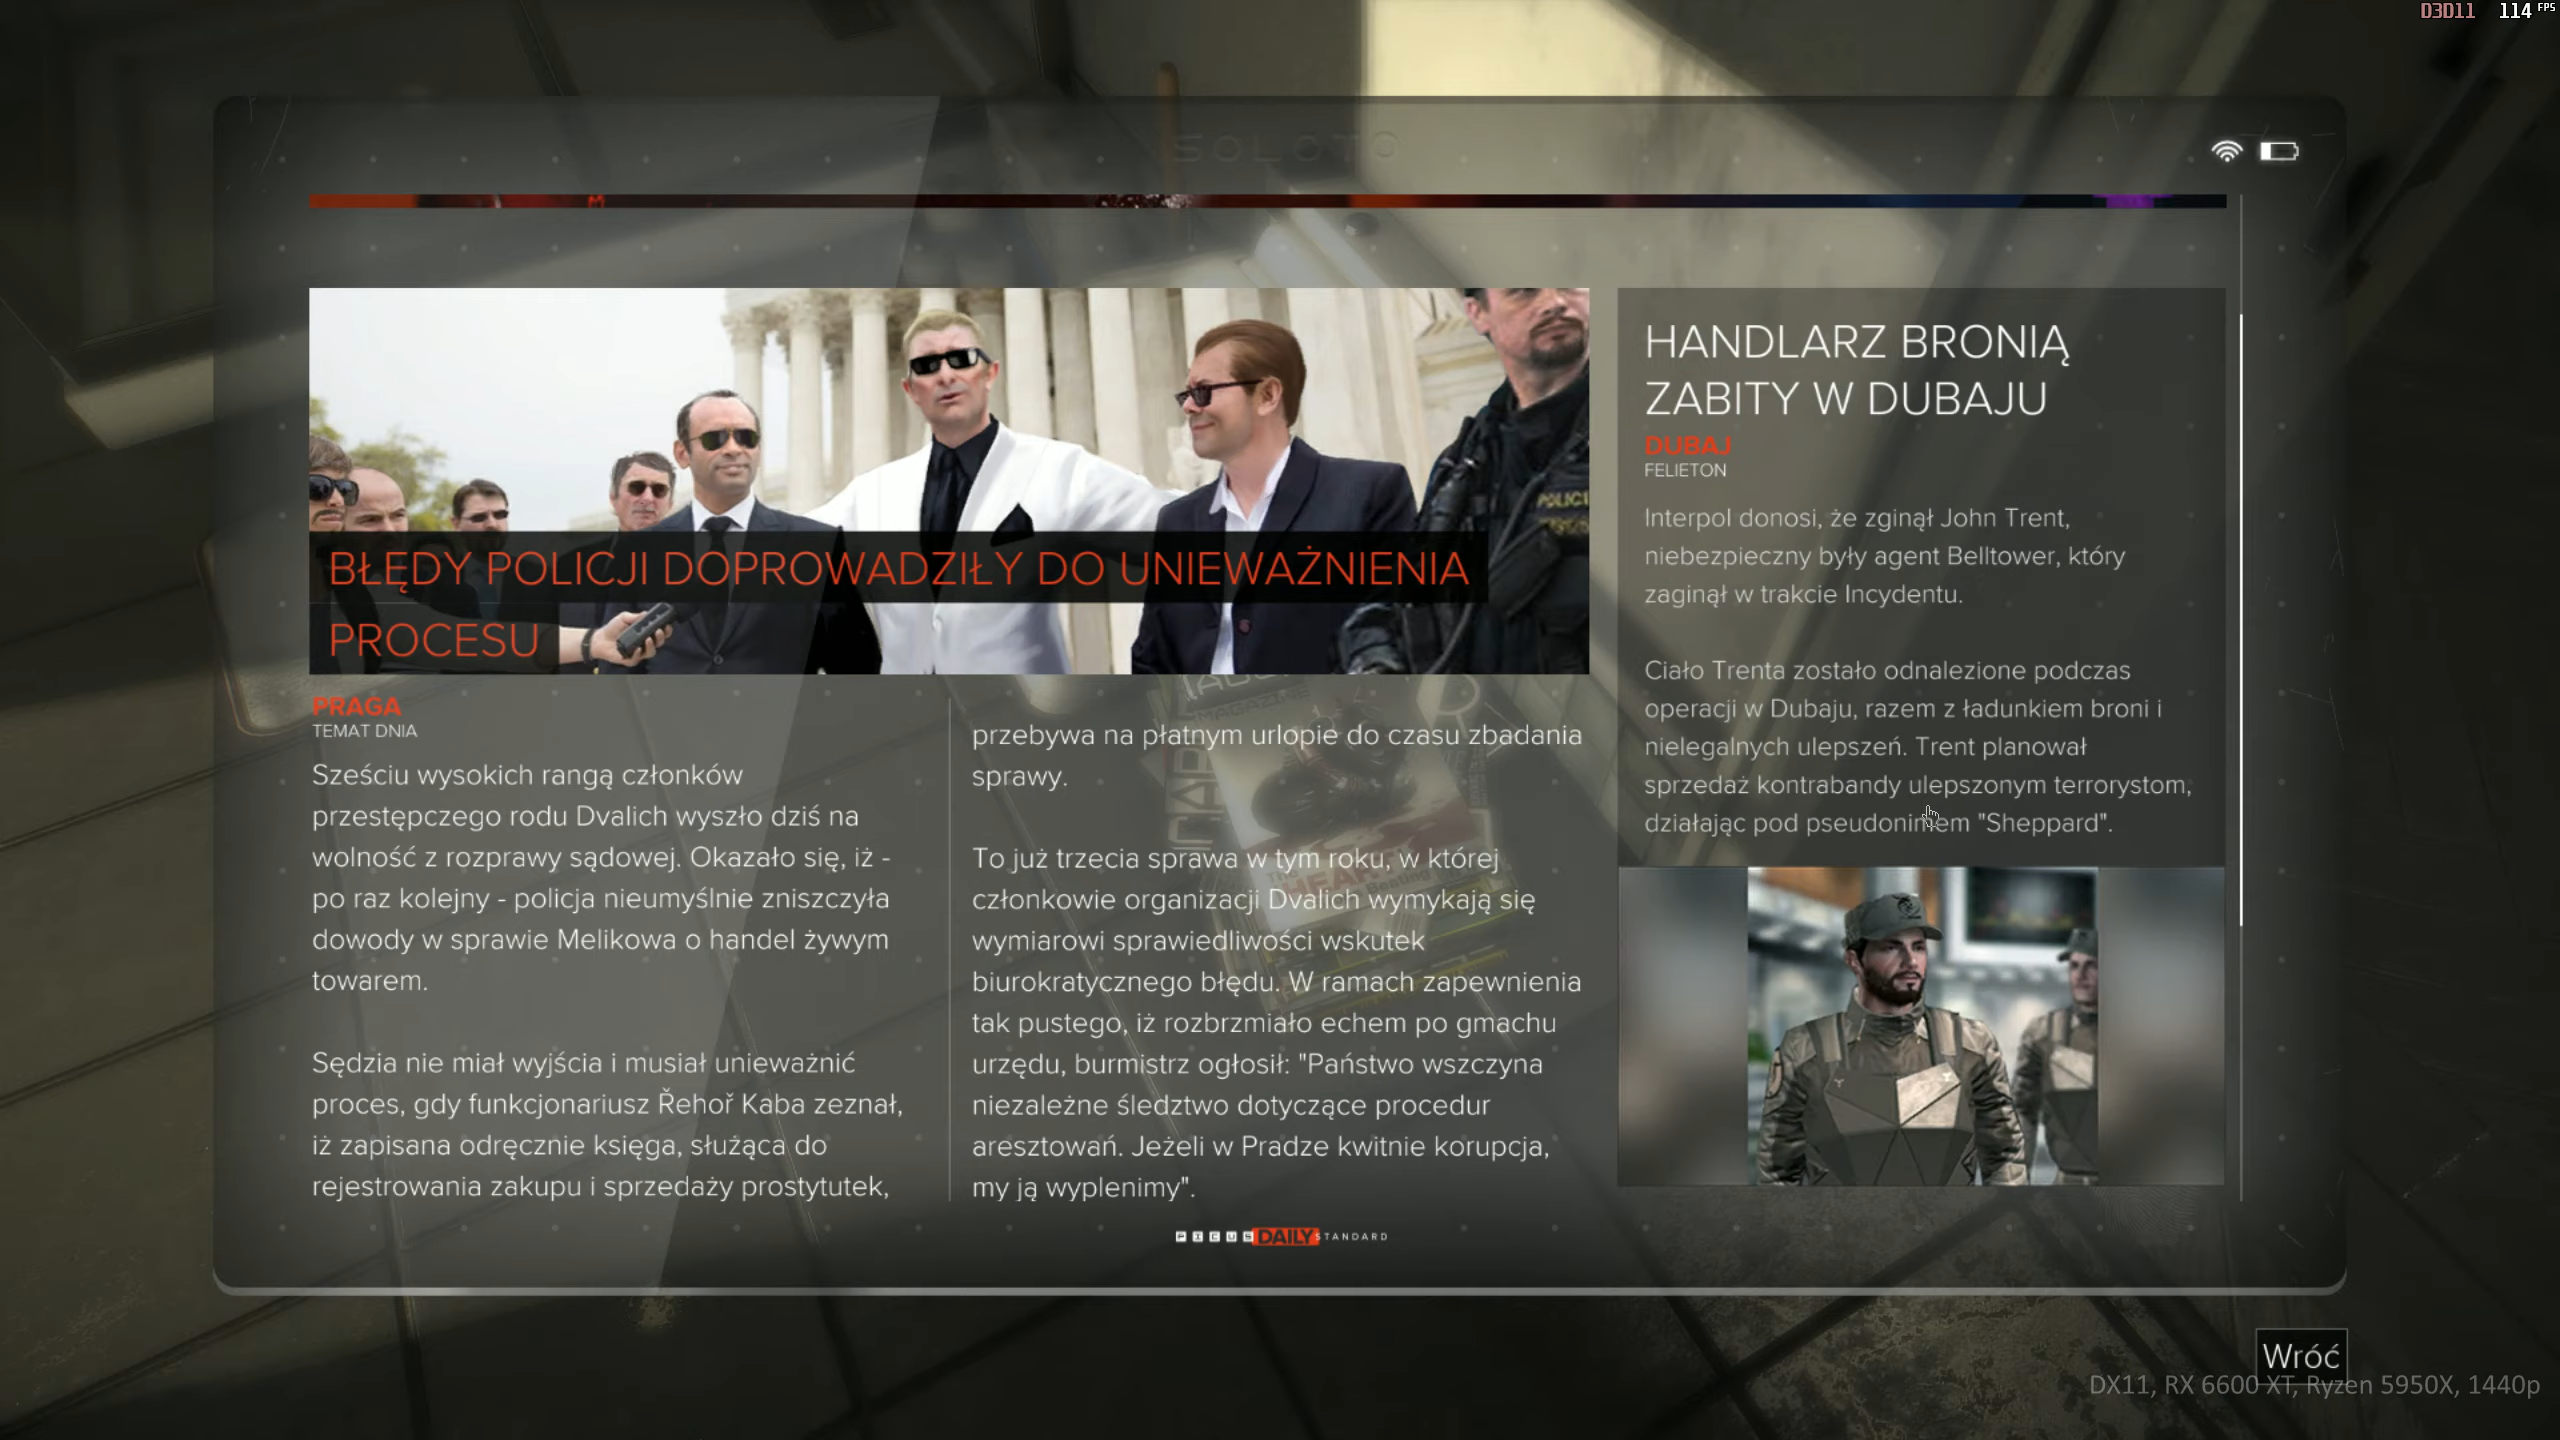 D3D11 114 FPS
SOLOTO
BŁĘDY POLICJI DOPROWADZIŁY DO UNIEWAŻNIENIA
PROCESU
PRAGA
TEMAT DNIA
Sześciu wysokich rangą członków
przestępczego rodu Dvalich wyszło dziś na
wolność z rozprawy sądowej. Okazało się, iż -
po raz kolejny - policja nieumyślnie zniszczyła
dowody w sprawie Melikowa o handel żywym
towarem.
Sędzia nie miał wyjścia i musiał unieważnić
proces, gdy funkcjonariusz Řehoř Kaba zeznał,
iż zapisana odręcznie księga, służąca do
rejestrowania zakupu i sprzedaży prostytutek,
przebywa na płatnym urlopie do czasu zbadania
sprawy.
To już trzecia sprawa w tym roku, w której
członkowie organizacji Dvalich wymykają się
wymiarowi sprawiedliwości wskutek
biurokratycznego błędu. W ramach zapewnienia
tak pustego, iż rozbrzmiało echem po gmachu
urzędu, burmistrz ogłosił: "Państwo wszczyna
niezależne śledztwo dotyczące procedur
aresztowań. Jeżeli w Pradze kwitnie korupcja,
my ją wyplenimy".
HANDLARZ BRONIĄ
ZABITY W DUBAJU
DUBAJ
FELIETON
Interpol donosi, że zginął John Trent,
niebezpieczny były agent Belltower, który
zaginął w trakcie Incydentu.
Ciało Trenta zostało odnalezione podczas
operacji w Dubaju, razem z ładunkiem broni i
nielegalnych ulepszeń. Trent planował
sprzedaż kontrabandy ulepszonym terrorystom,
działając pod pseudonimem "Sheppard".
PICUS DAILY STANDARD
Wróć
DX11, RX 6600 XT, Ryzen 5950X, 1440p